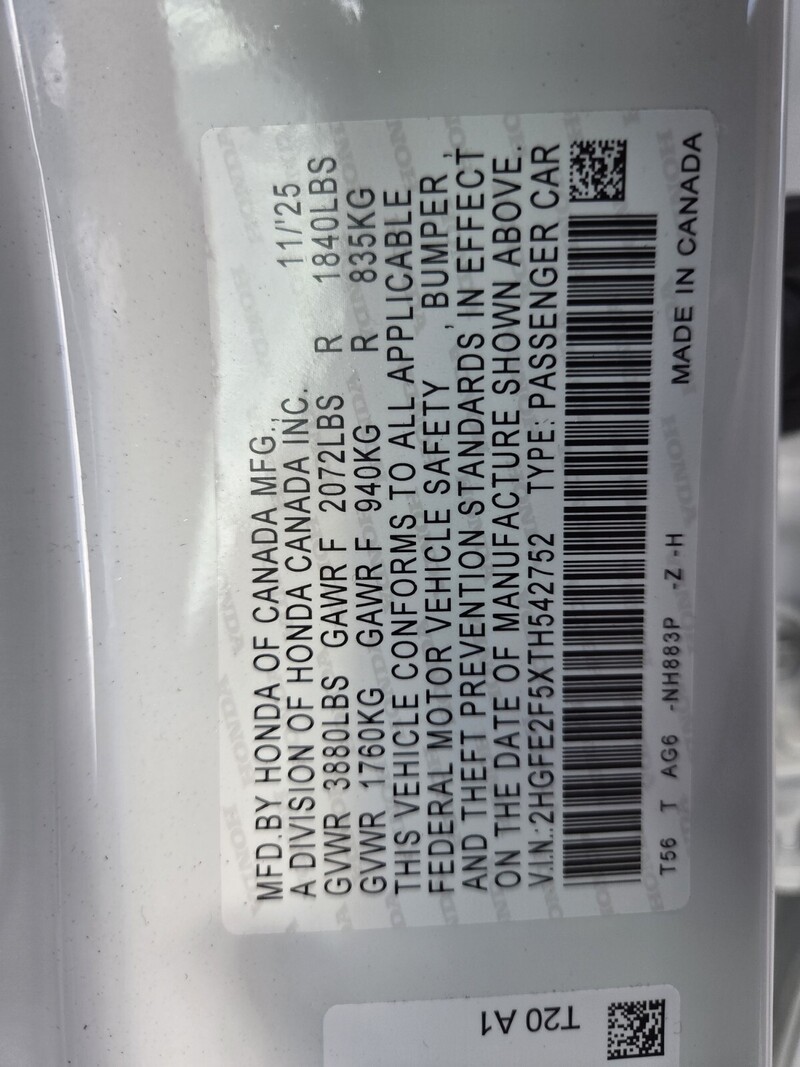 MFD.BY HONDA OF CANADA MFG.,
A DIVISION OF HONDA CANADA INC. 11/'25
GVWR 3880LBS GAWR F 2072LBS R 1840LBS
GVWR 1760KG GAWR F 940KG R 835KG
THIS VEHICLE CONFORMS TO ALL APPLICABLE
FEDERAL MOTOR VEHICLE SAFETY , BUMPER ,
AND THEFT PREVENTION STANDARDS IN EFFECT
ON THE DATE OF MANUFACTURE SHOWN ABOVE.
V.I.N.:2HGFE2F5XTH542752 TYPE: PASSENGER CAR
T56 T AG6 -NH883P -Z -H MADE IN CANADA
T20 A1